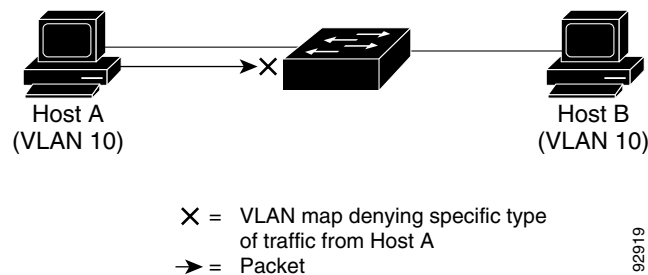 Host A
(VLAN 10)
Host B
(VLAN 10)
X = VLAN map denying specific type
of traffic from Host A
= Packet
92919